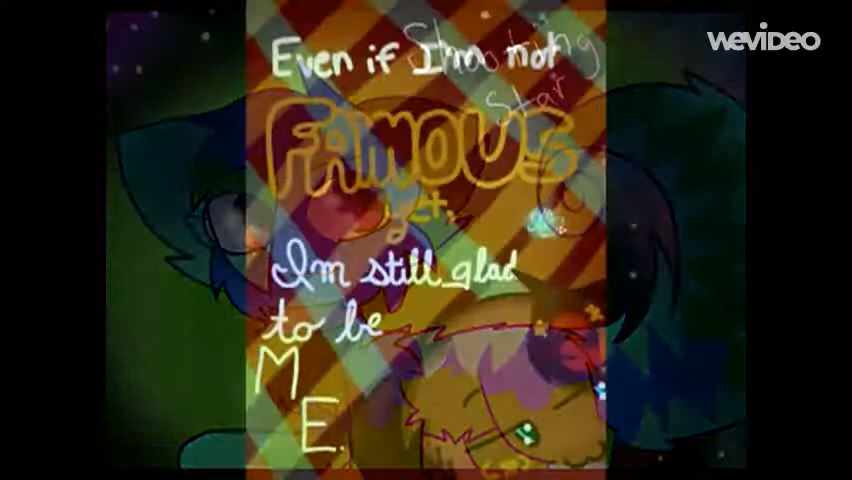 WEVIDEO
Even if I'm not
Shooting
Star
FAMOUS
yet.
I'm still glad
to be
M
E.